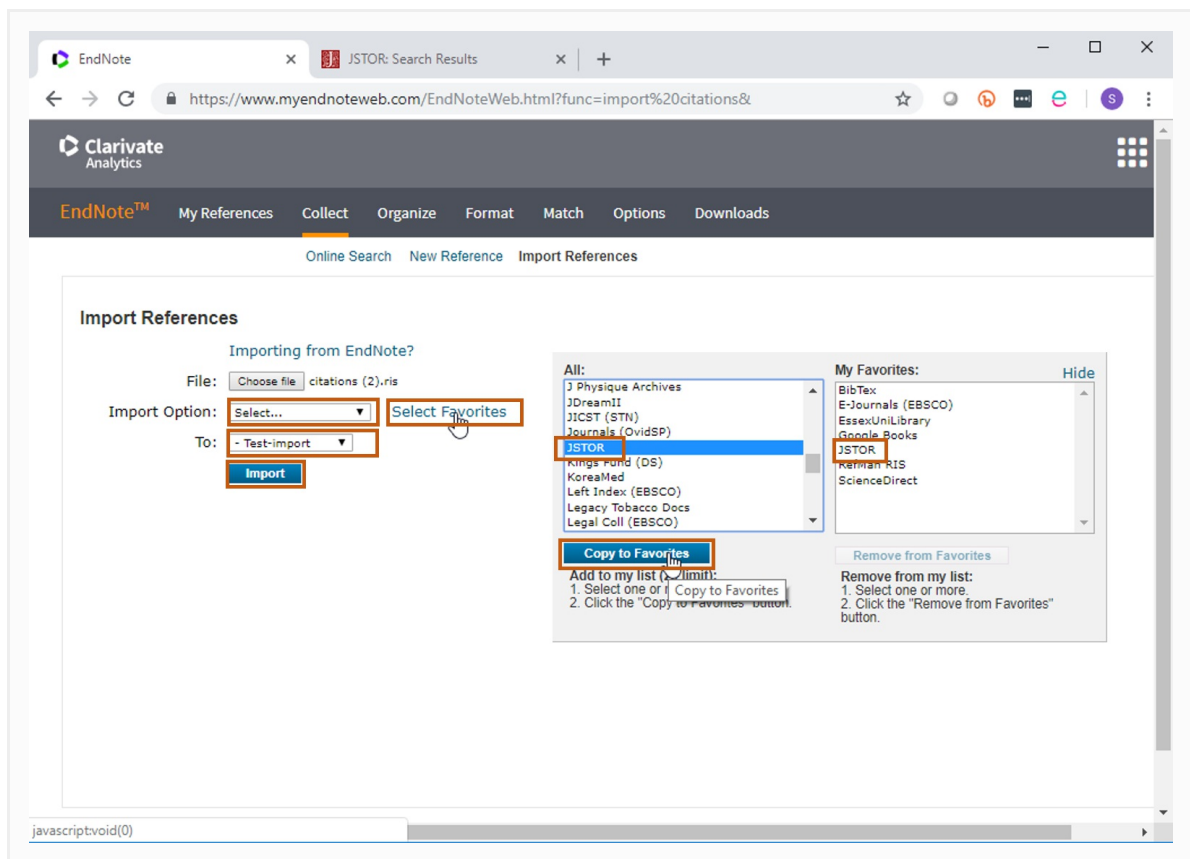 EndNote
JSTOR: Search Results
https://www.myendnoteweb.com/EndNoteWeb.html?func=import%20citations&
S
Clarivate
Analytics
EndNote™ My References Collect Organize Format Match Options Downloads
Online Search New Reference Import References
Import References
Importing from EndNote?
File: Choose file citations (2).ris
Import Option: Select... Select Favorites
To: - Test-import
Import
All:
J Physique Archives
JDreamII
JICST (STN)
Journals (OvidSP)
JSTOR
Kings Fund (DS)
KoreaMed
Left Index (EBSCO)
Legacy Tobacco Docs
Legal Coll (EBSCO)
Copy to Favorites
Add to my list (limit):
1. Select one or
2. Click the "Copy to Favorites" button.
Copy to Favorites
My Favorites: Hide
BibTex
E-Journals (EBSCO)
EssexUniLibrary
Google Books
JSTOR
RefMan RIS
ScienceDirect
Remove from Favorites
Remove from my list:
1. Select one or more.
2. Click the "Remove from Favorites"
button.
javascript:void(0)